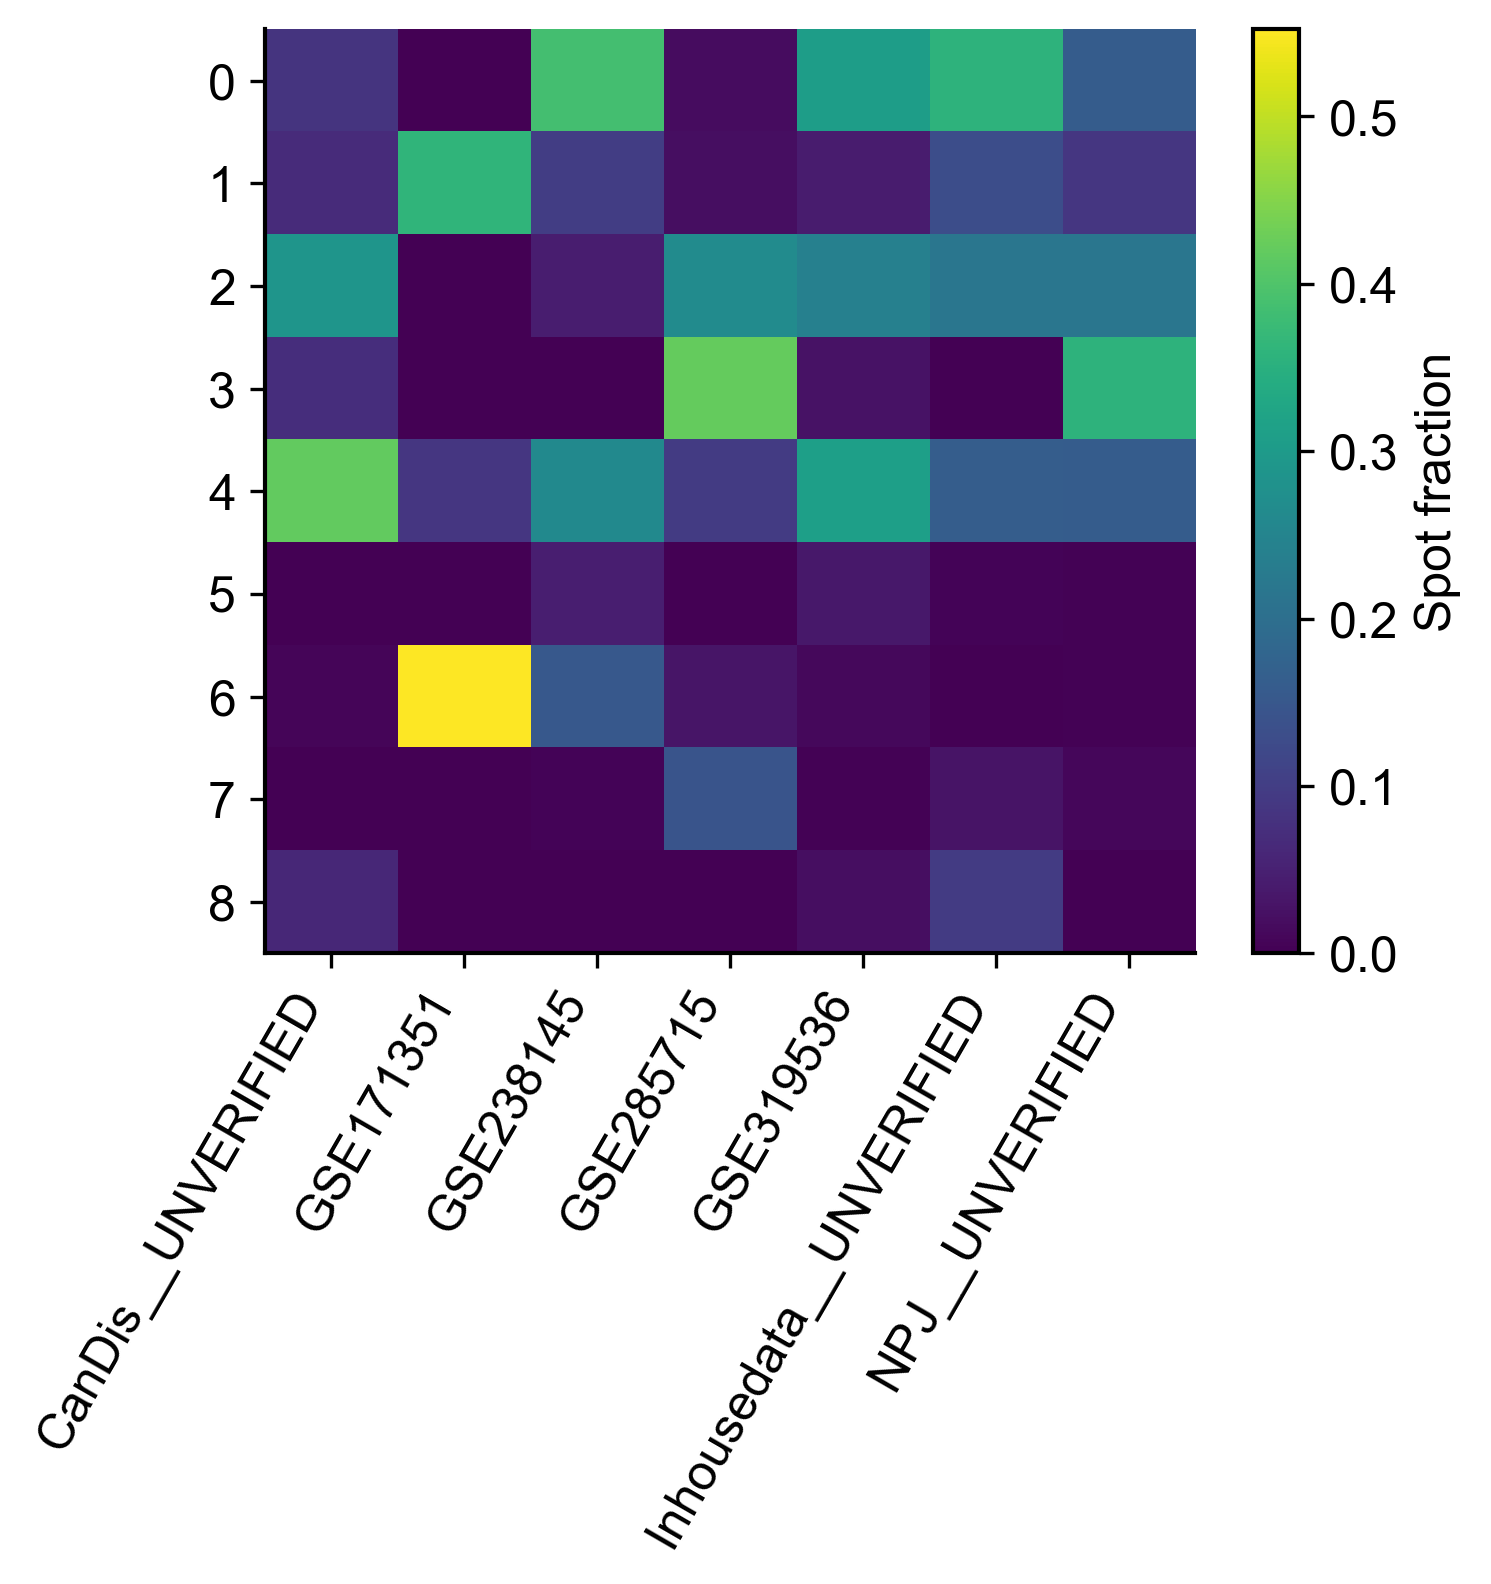 0
1
2
3
4
5
6
7
8
CanDis__UNVERIFIED
GSE171351
GSE238145
GSE285715
GSE319536
Inhousedata__UNVERIFIED
NPJ__UNVERIFIED
0.5
0.4
0.3
0.2
0.1
0.0
Spot fraction